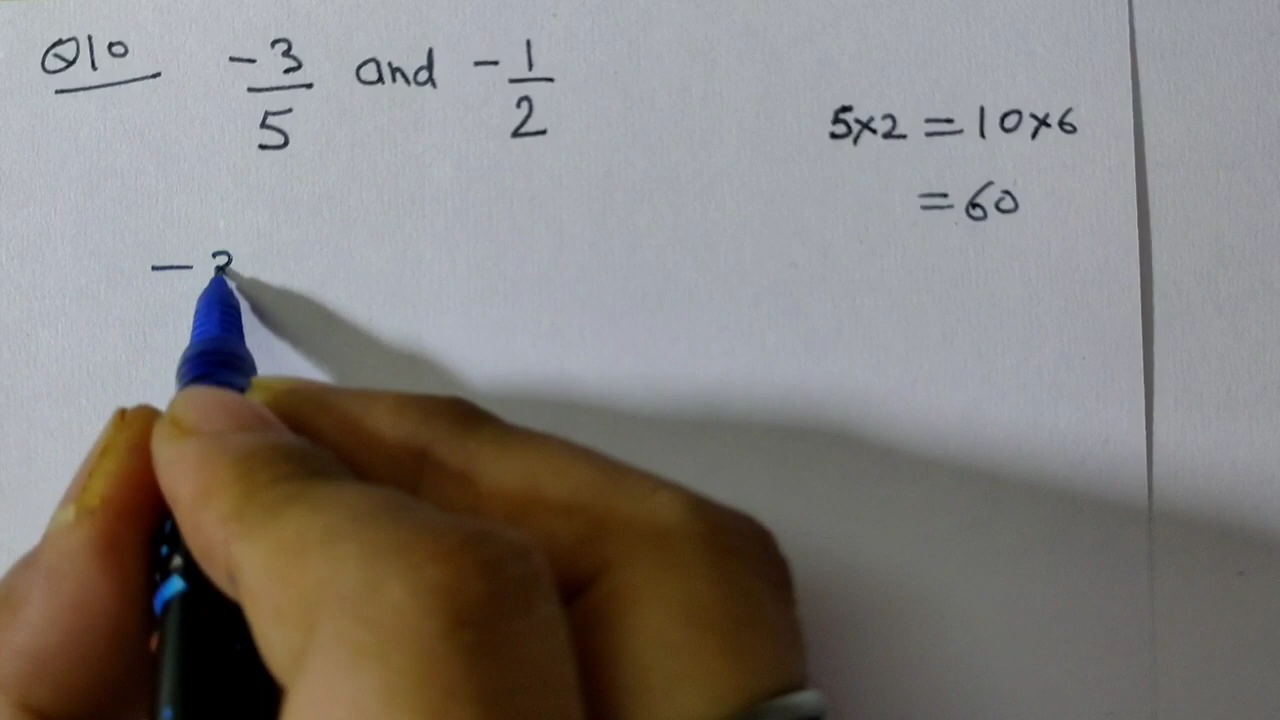 Q10 -3/5 and -1/2
5×2 = 10×6
= 60
-